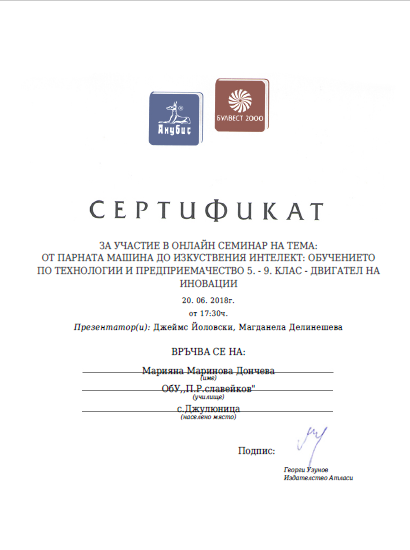 Анубис
БУЛВЕСТ 2000
СЕРТИФИКАТ
ЗА УЧАСТИЕ В ОНЛАЙН СЕМИНАР НА ТЕМА:
ОТ ПАРНАТА МАШИНА ДО ИЗКУСТВЕНИЯ ИНТЕЛЕКТ: ОБУЧЕНИЕТО
ПО ТЕХНОЛОГИИ И ПРЕДПРИЕМАЧЕСТВО 5. - 9. КЛАС - ДВИГАТЕЛ НА
ИНОВАЦИИ
20. 06. 2018г.
от 17:30ч.
Презентатор(и): Джеймс Йоловски, Магданела Делинешева
ВРЪЧВА СЕ НА:
Марияна Маринова Дончева
(име)
ОбУ,,П.Р.славейков"
(училище)
с.Джулюница
(населено място)
Подпис:
Георги Узунов
Издателство Атласи